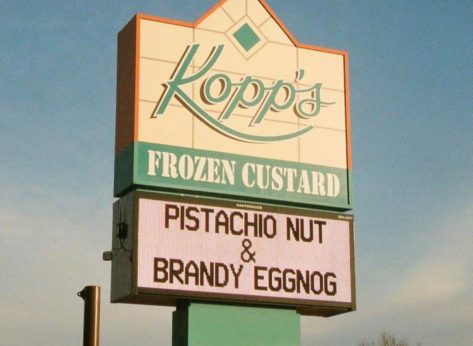 Kopp's
FROZEN CUSTARD
PISTACHIO NUT
&
BRANDY EGGNOG